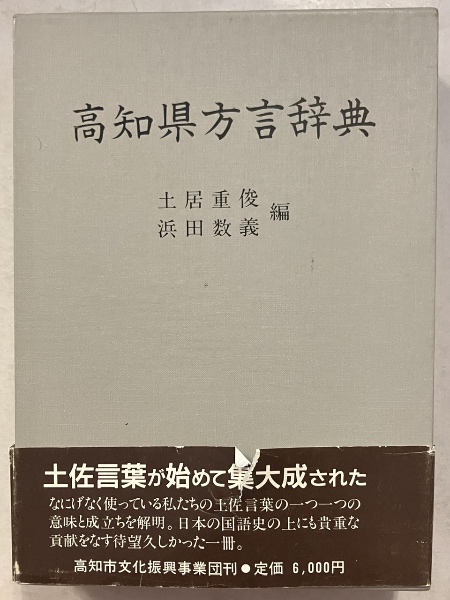 高知県方言辞典
土居重俊
浜田数義
編
土佐言葉が始めて集大成された
なにげなく使っている私たちの土佐言葉の一つ一つの
意味と成立ちを解明。日本の国語史の上にも貴重な
貢献をなす待望久しかった一冊。
高知市文化振興事業団刊●定価 6,000円